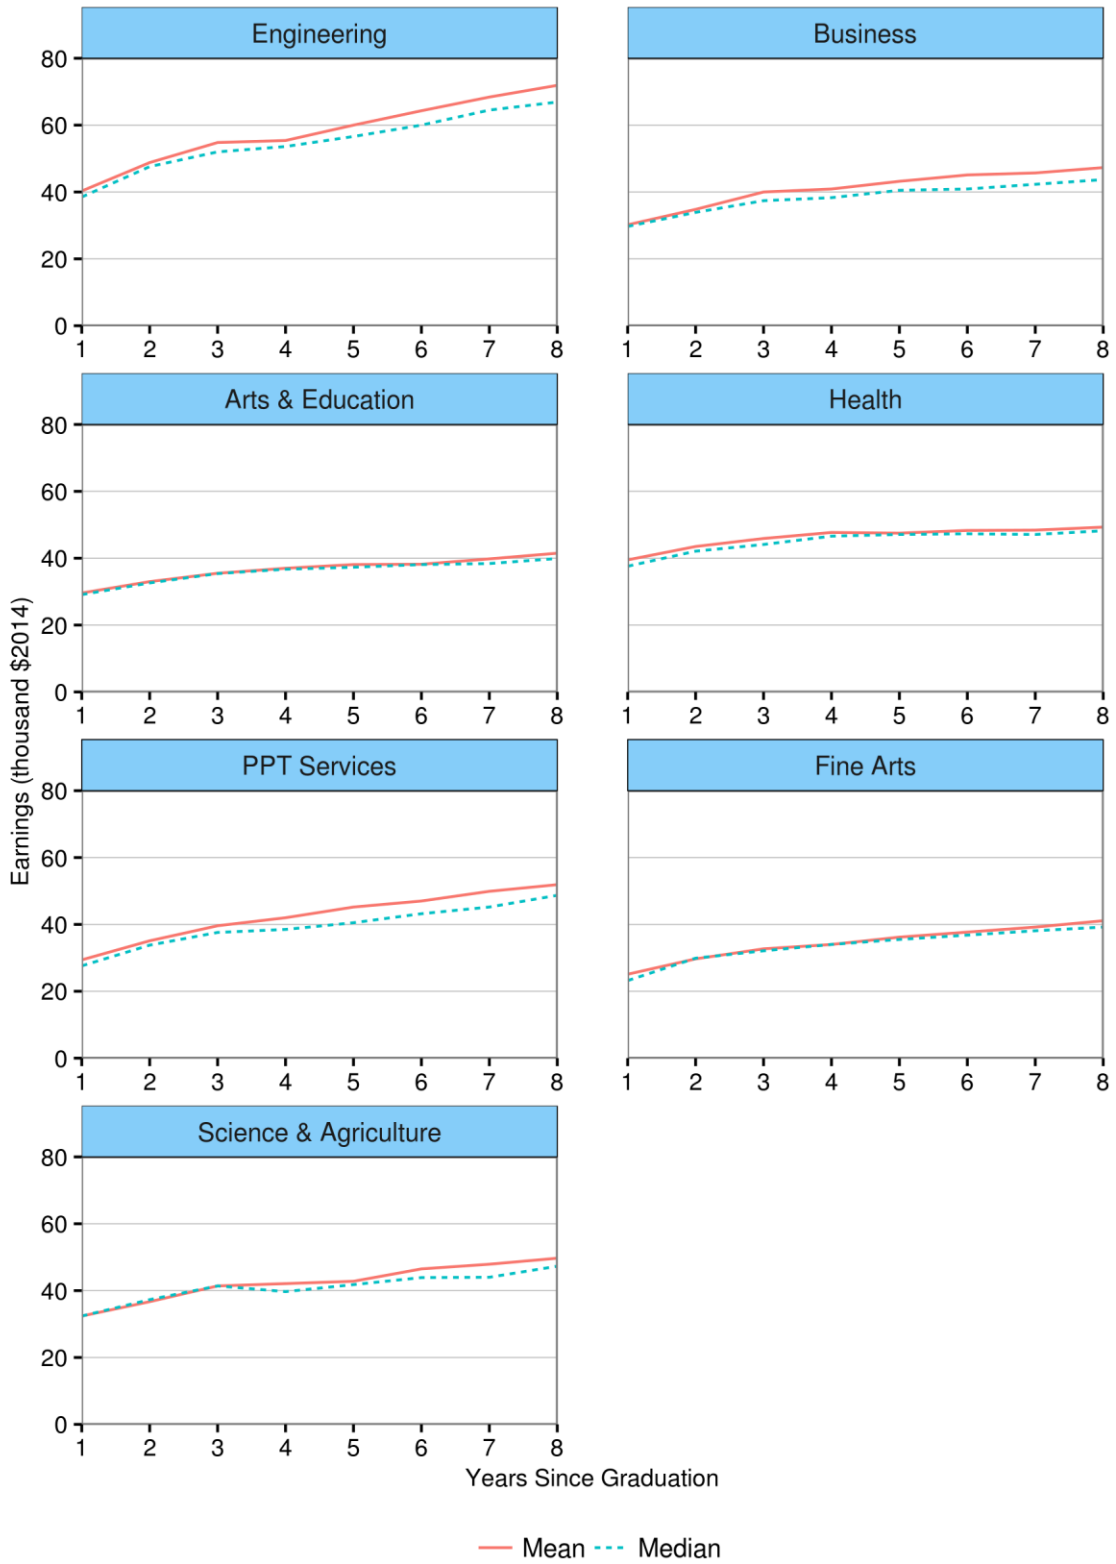 Engineering
Business
80
60
40
20
0
1 2 3 4 5 6 7 8
1 2 3 4 5 6 7 8
Arts & Education
Health
80
60
40
20
0
1 2 3 4 5 6 7 8
1 2 3 4 5 6 7 8
Earnings (thousand $2014)
PPT Services
Fine Arts
80
60
40
20
0
1 2 3 4 5 6 7 8
1 2 3 4 5 6 7 8
Science & Agriculture
80
60
40
20
0
1 2 3 4 5 6 7 8
Years Since Graduation
Mean Median